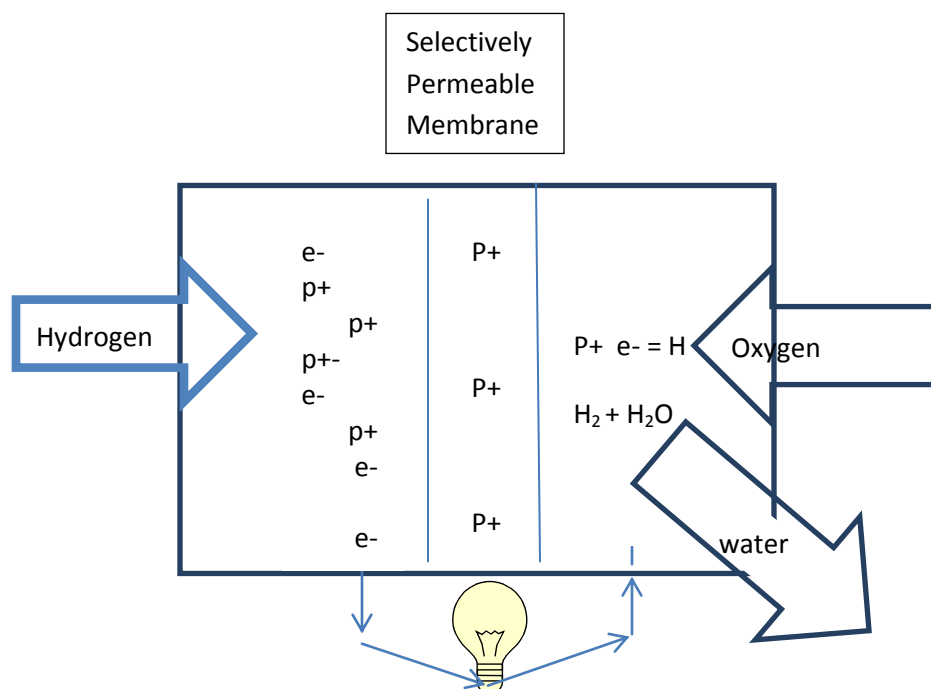 Selectively
Permeable
Membrane
e-
P+
p+
p+
Hydrogen
P+ e- = H
Oxygen
p+-
e-
P+
H₂ + H₂O
p+
e-
P+
e-
water